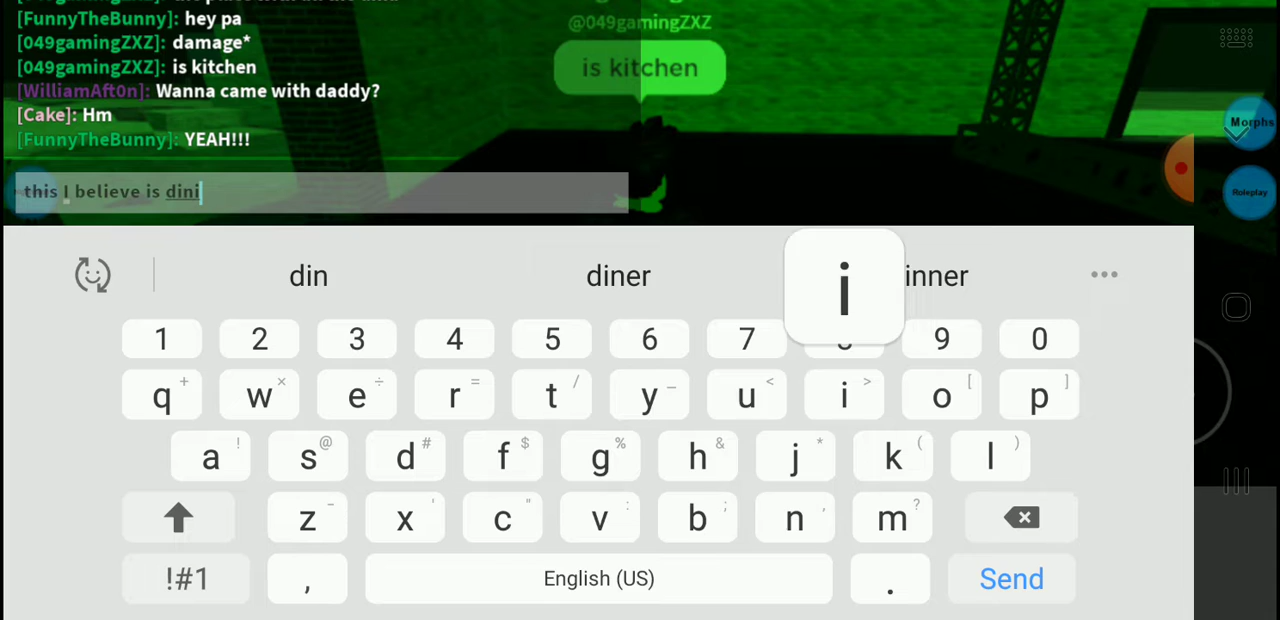 [FunnyTheBunny]: hey pa
@049gamingZXZ
[049gamingZXZ]: damage*
[049gamingZXZ]: is kitchen
is kitchen
[WilliamAft0n]: Wanna came with daddy?
[Cake]: Hm
[FunnyTheBunny]: YEAH!!!
Morphs
Roleplay
this I believe is dini
din diner i inner
1 2 3 4 5 6 7 8 9 0
q + w × e ÷ r = t / y _ u < i > o [ p ]
a ! s @ d # f $ g % h & j * k ( l )
z - x ' c " v : b ; n , m ?
!#1 , English (US) . Send